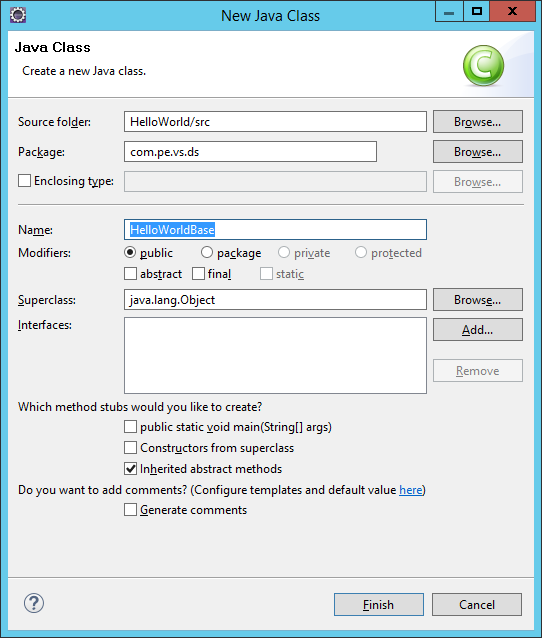 New Java Class
Java Class
Create a new Java class.
Source folder: HelloWorld/src Browse...
Package: com.pe.vs.ds Browse...
Enclosing type: Browse...
Name: HelloWorldBase
Modifiers: public package private protected
abstract final static
Superclass: java.lang.Object Browse...
Interfaces: Add...
Remove
Which method stubs would you like to create?
public static void main(String[] args)
Constructors from superclass
Inherited abstract methods
Do you want to add comments? (Configure templates and default value here)
Generate comments
? Finish Cancel